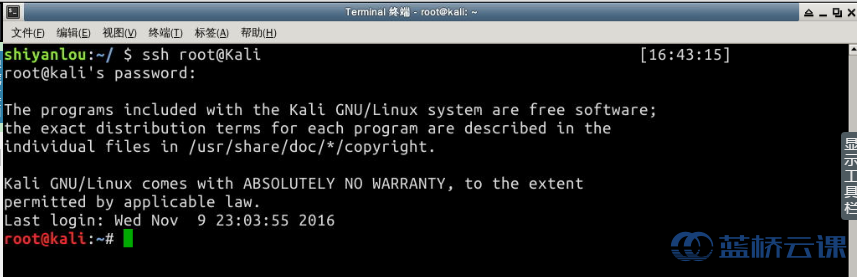 Terminal 终端 - root@kali: ~
文件(F) 编辑(E) 视图(V) 终端(T) 标签(A) 帮助(H)
shiyanlou:~/ $ ssh root@Kali [16:43:15]
root@kali's password:
The programs included with the Kali GNU/Linux system are free software;
the exact distribution terms for each program are described in the
individual files in /usr/share/doc/*/copyright.
Kali GNU/Linux comes with ABSOLUTELY NO WARRANTY, to the extent
permitted by applicable law.
Last login: Wed Nov  9 23:03:55 2016
root@kali:~#
显示工具栏
蓝桥云课